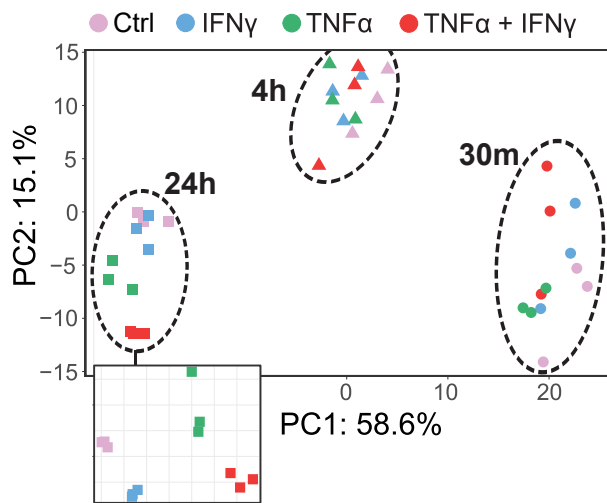 Ctrl IFNγ TNFα TNFα + IFNγ
15
10
5
0
−5
−10
−15
PC2: 15.1%
4h
30m
24h
0 20
PC1: 58.6%